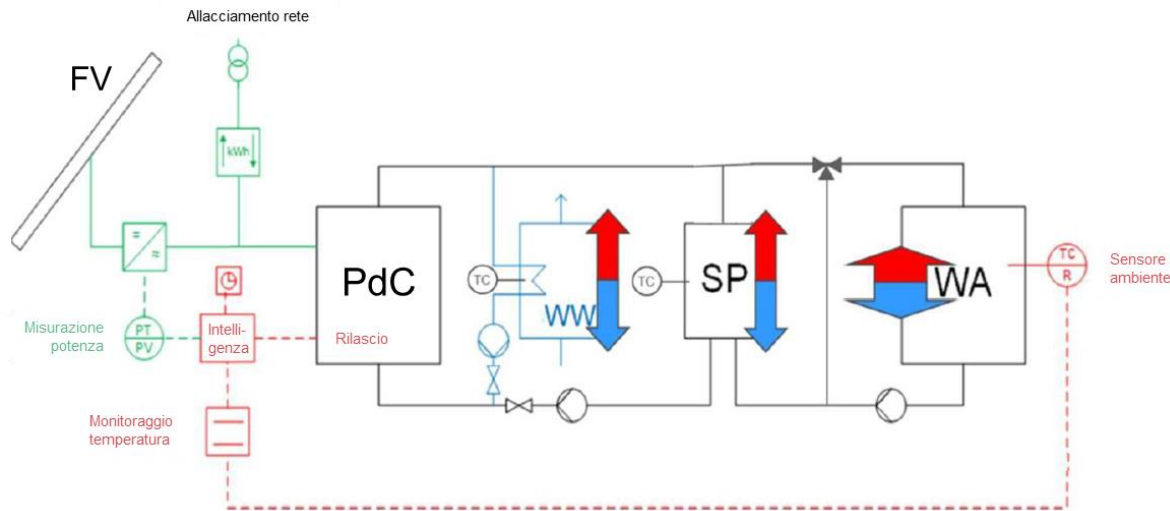 Allacciamento rete
FV
kWh
=
≈
PdC
TC
WW
TC
SP
WA
TC
R
Sensore
ambiente
Misurazione
potenza
PT
PV
Intelli-
genza
Rilascio
Monitoraggio
temperatura